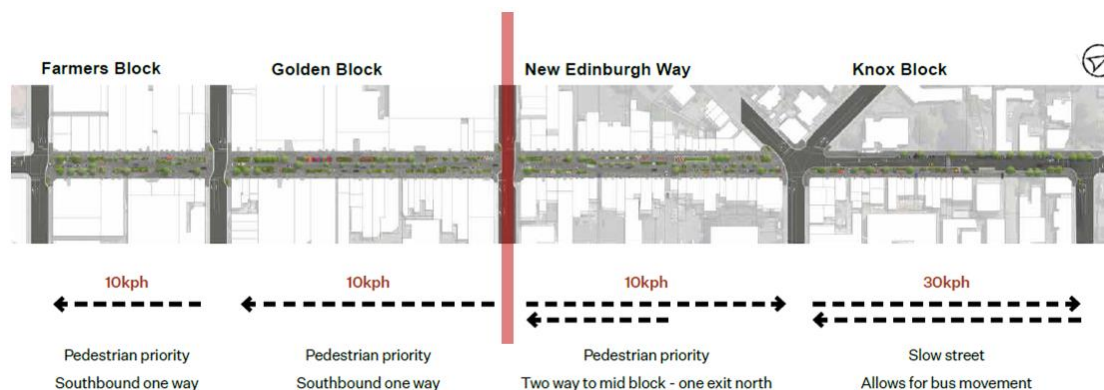 Farmers Block
Golden Block
New Edinburgh Way
Knox Block
10kph
10kph
10kph
30kph
Pedestrian priority
Pedestrian priority
Pedestrian priority
Slow street
Southbound one way
Southbound one way
Two way to mid block - one exit north
Allows for bus movement